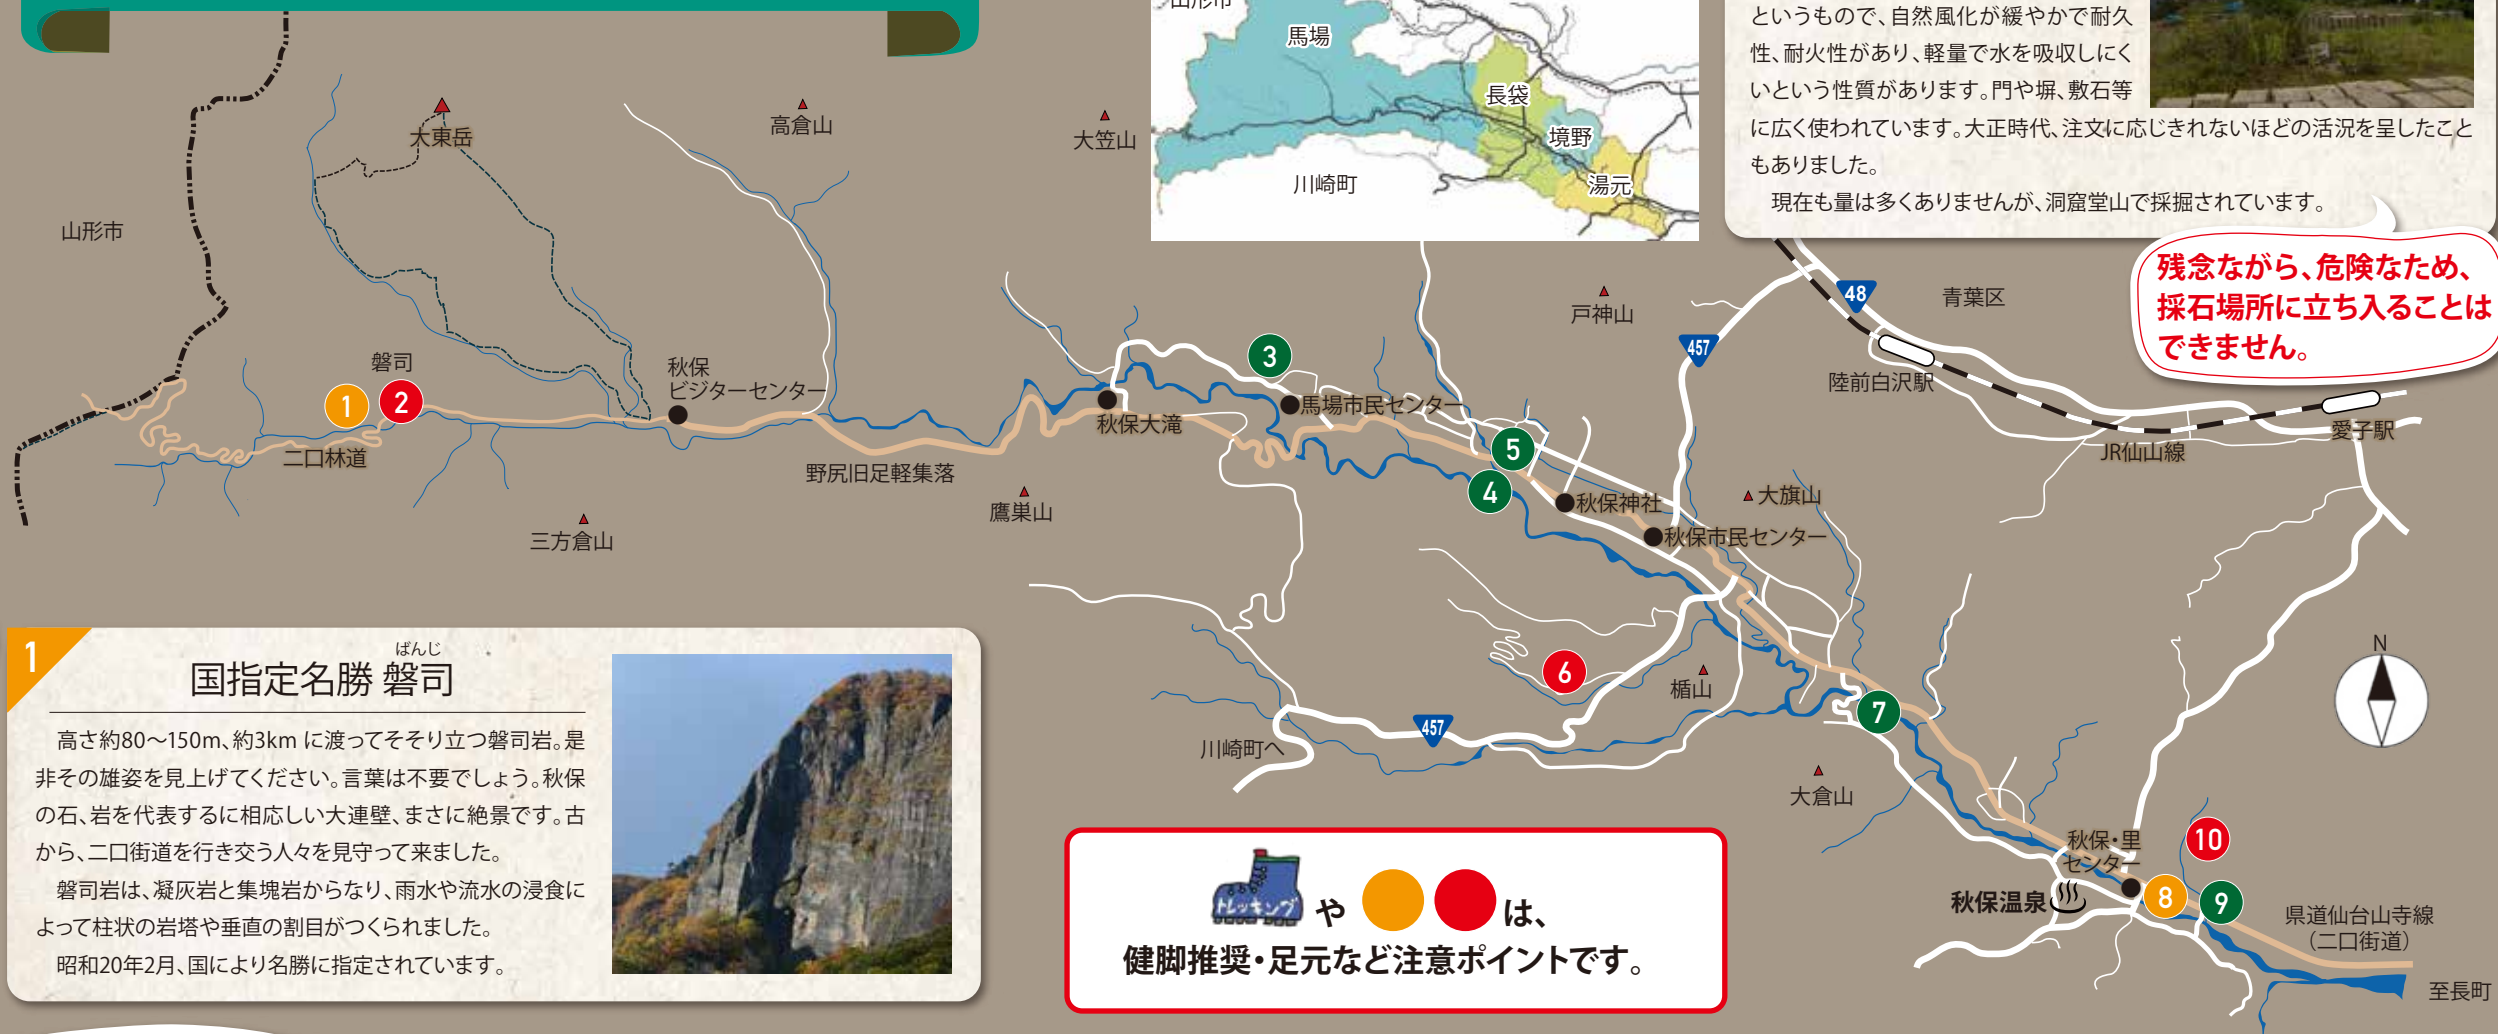 山形市
馬場
長袋
境野
湯元
川崎町
というもので、自然風化が緩やかで耐久
性、耐火性があり、軽量で水を吸収しにく
いという性質があります。門や塀、敷石等
に広く使われています。大正時代、注文に応じきれないほどの活況を呈したこと
もありました。
現在も量は多くありませんが、洞窟堂山で採掘されています。
残念ながら、危険なため、
採石場所に立ち入ることは
できません。
大東岳
高倉山
大笠山
山形市
戸神山
48
青葉区
457
陸前白沢駅
愛子駅
JR仙山線
磐司
1
2
二口林道
秋保
ビジターセンター
野尻旧足軽集落
秋保大滝
3
馬場市民センター
5
4
秋保神社
大旗山
秋保市民センター
鷹巣山
三方倉山
6
楯山
7
457
川崎町へ
大倉山
N
秋保・里
センター
10
秋保温泉
8
9
県道仙台山寺線
(二口街道)
至長町
1
ばんじ
国指定名勝 磐司
高さ約80〜150m、約3km に渡ってそそり立つ磐司岩。是
非その雄姿を見上げてください。言葉は不要でしょう。秋保
の石、岩を代表するに相応しい大連壁、まさに絶景です。古
から、二口街道を行き交う人々を見守って来ました。
磐司岩は、凝灰岩と集塊岩からなり、雨水や流水の浸食に
よって柱状の岩塔や垂直の割目がつくられました。
昭和20年2月、国により名勝に指定されています。
トレッキング
や は、
健脚推奨・足元など注意ポイントです。